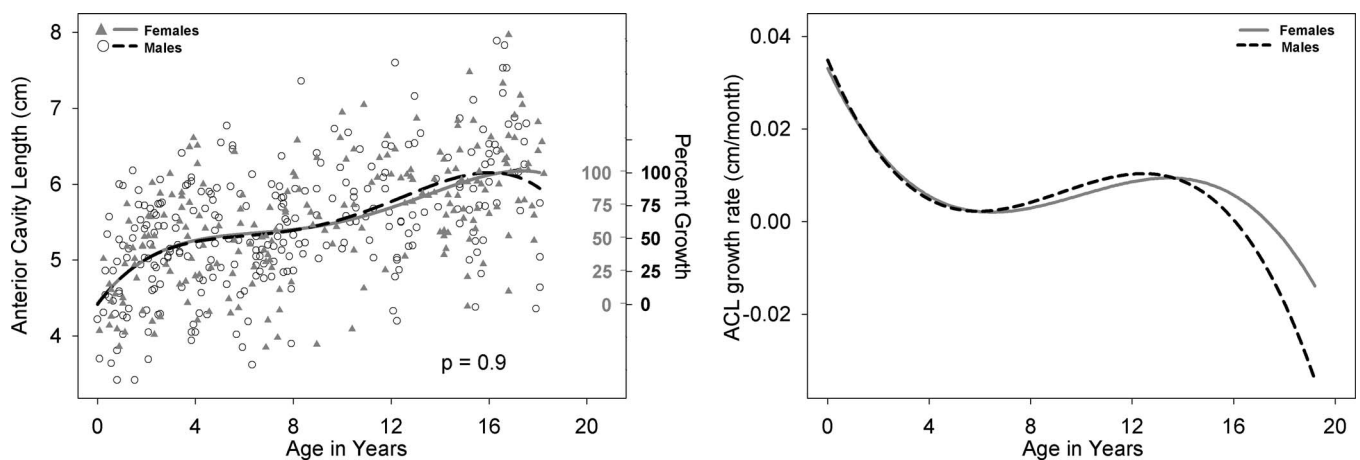 Females
Males
8
7
6
5
4
Anterior Cavity Length (cm)
100
75
50
25
0
100
75
50
25
0
Percent Growth
p = 0.9
0 4 8 12 16 20
Age in Years
Females
Males
0.04
0.02
0.00
-0.02
ACL growth rate (cm/month)
0 4 8 12 16 20
Age in Years